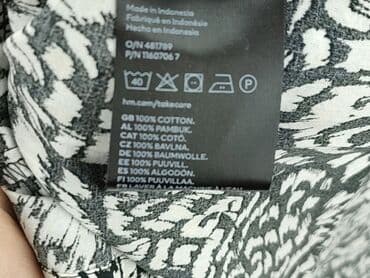 Made in Indonesia
Fabriqué en Indonésie
Hecho en Indonesia
O/N 481789
P/N 1160706 7
40 P
hm.com/takecare
GB 100% COTTON.
AL 100% PAMBUK.
CAT 100% COTÓ.
CZ 100% BAVLNA.
DE 100% BAUMWOLLE.
EE 100% PUUVILL.
ES 100% ALGODÓN.
FI 100% PUUVILLAA.